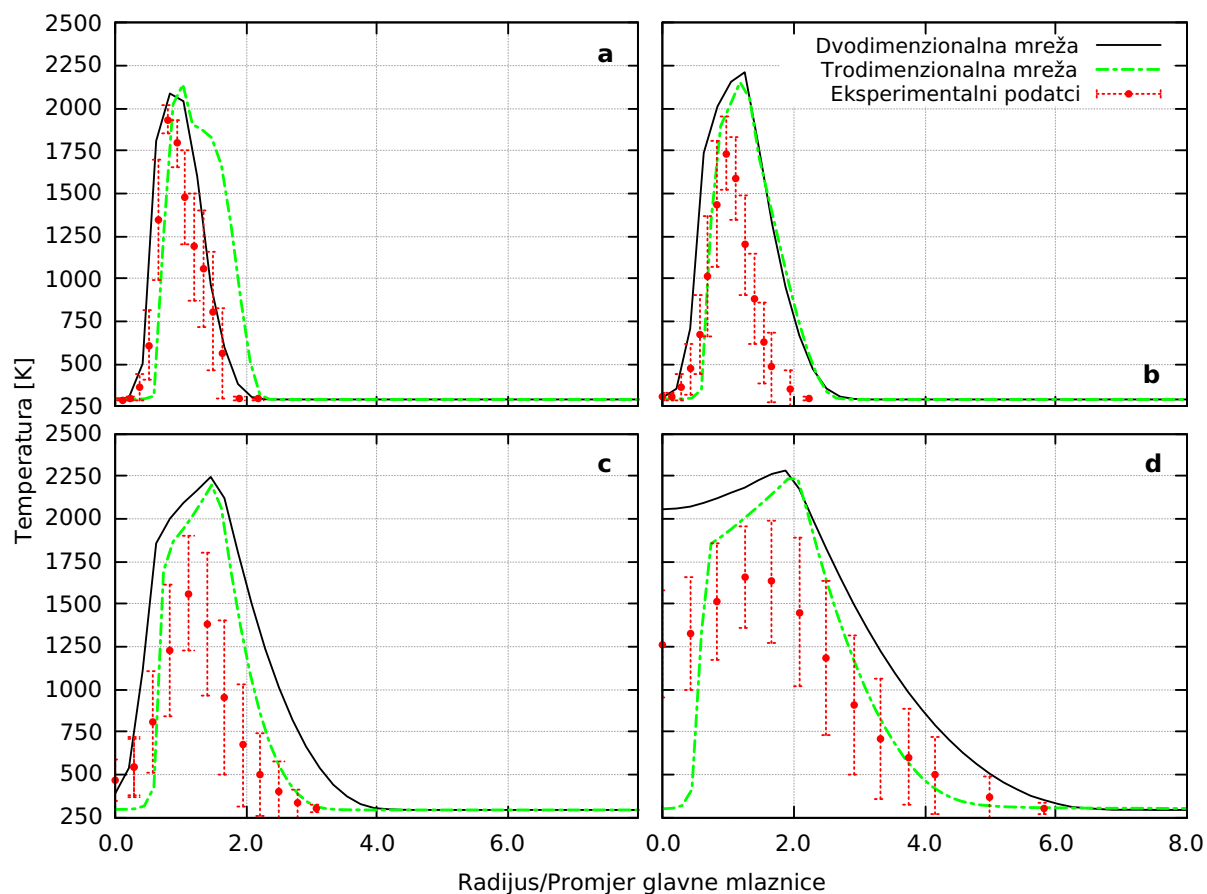 2500
2250
2000
1750
1500
1250
1000
750
500
250
a
Dvodimenzionalna mreža
Trodimenzionalna mreža
Eksperimentalni podatci
b
Temperatura [K]
2500
2250
2000
1750
1500
1250
1000
750
500
250
c
d
0.0 2.0 4.0 0.0 2.0 4.0 6.0 8.0
Radijus/Promjer glavne mlaznice